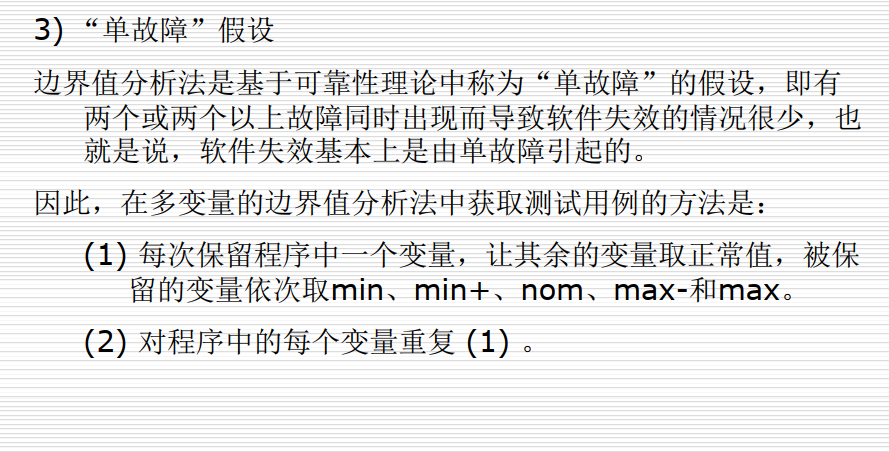 3) “单故障”假设
边界值分析法是基于可靠性理论中称为“单故障”的假设，即有
两个或两个以上故障同时出现而导致软件失效的情况很少，也
就是说，软件失效基本上是由单故障引起的。
因此，在多变量的边界值分析法中获取测试用例的方法是：
(1) 每次保留程序中一个变量，让其余的变量取正常值，被保
留的变量依次取min、min+、nom、max-和max。
(2) 对程序中的每个变量重复 (1) 。